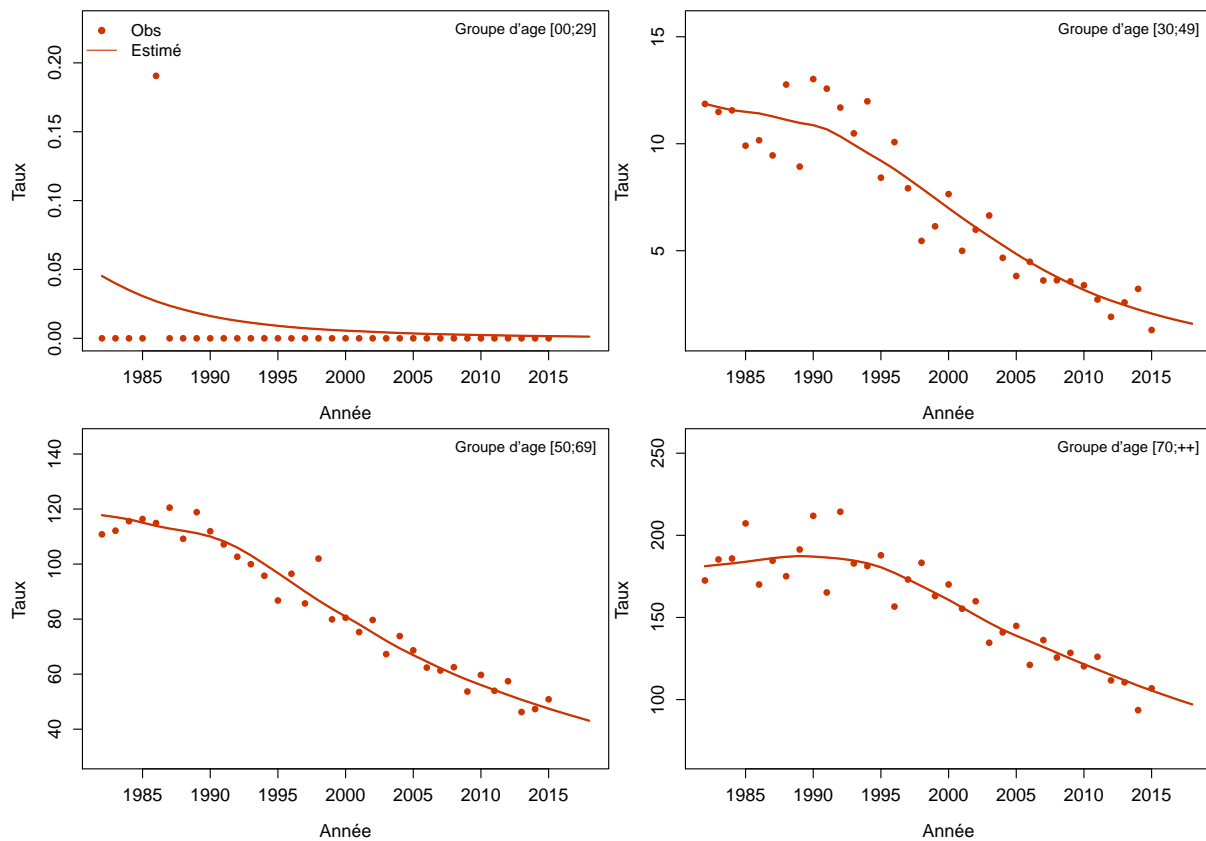 Obs
Estimé
Groupe d'age [00;29]
0.20
0.15
0.10
0.05
0.00
Taux
1985 1990 1995 2000 2005 2010 2015
Année
Groupe d'age [30;49]
15
10
5
Taux
1985 1990 1995 2000 2005 2010 2015
Année
Groupe d'age [50;69]
140
120
100
80
60
40
Taux
1985 1990 1995 2000 2005 2010 2015
Année
Groupe d'age [70;++]
250
200
150
100
Taux
1985 1990 1995 2000 2005 2010 2015
Année